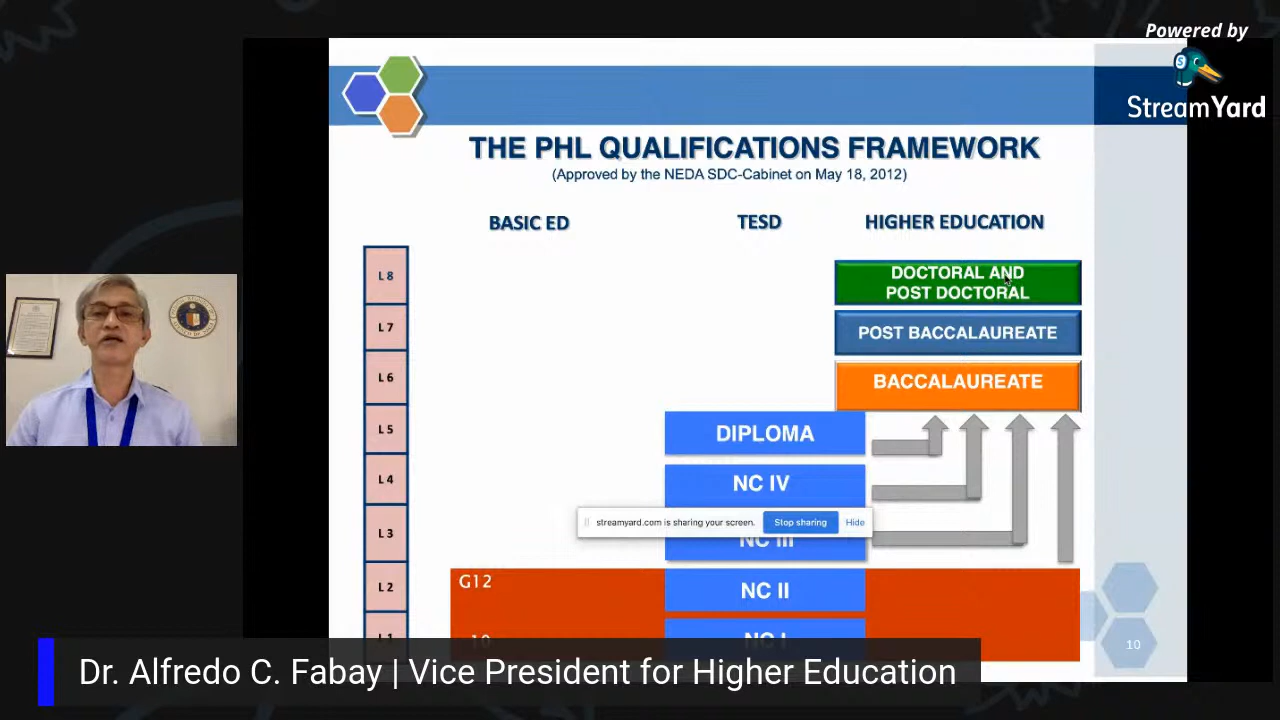 Powered by
StreamYard
THE PHL QUALIFICATIONS FRAMEWORK
(Approved by the NEDA SDC-Cabinet on May 18, 2012)
BASIC ED
TESD
HIGHER EDUCATION
L 8
DOCTORAL AND
POST DOCTORAL
L 7
POST BACCALAUREATE
L 6
BACCALAUREATE
L 5
DIPLOMA
L 4
NC IV
streamyard.com is sharing your screen.
Stop sharing
Hide
L 3
NC III
L 2
G12
NC II
L 1
10
NC I
10
Dr. Alfredo C. Fabay | Vice President for Higher Education